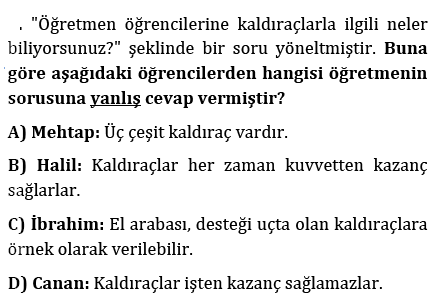 . "Öğretmen öğrencilerine kaldıraçlarla ilgili neler
biliyorsunuz?" şeklinde bir soru yöneltmiştir. Buna
göre aşağıdaki öğrencilerden hangisi öğretmenin
sorusuna yanlış cevap vermiştir?
A) Mehtap: Üç çeşit kaldıraç vardır.
B) Halil: Kaldıraçlar her zaman kuvvetten kazanç
sağlarlar.
C) İbrahim: El arabası, desteği uçta olan kaldıraçlara
örnek olarak verilebilir.
D) Canan: Kaldıraçlar işten kazanç sağlamazlar.